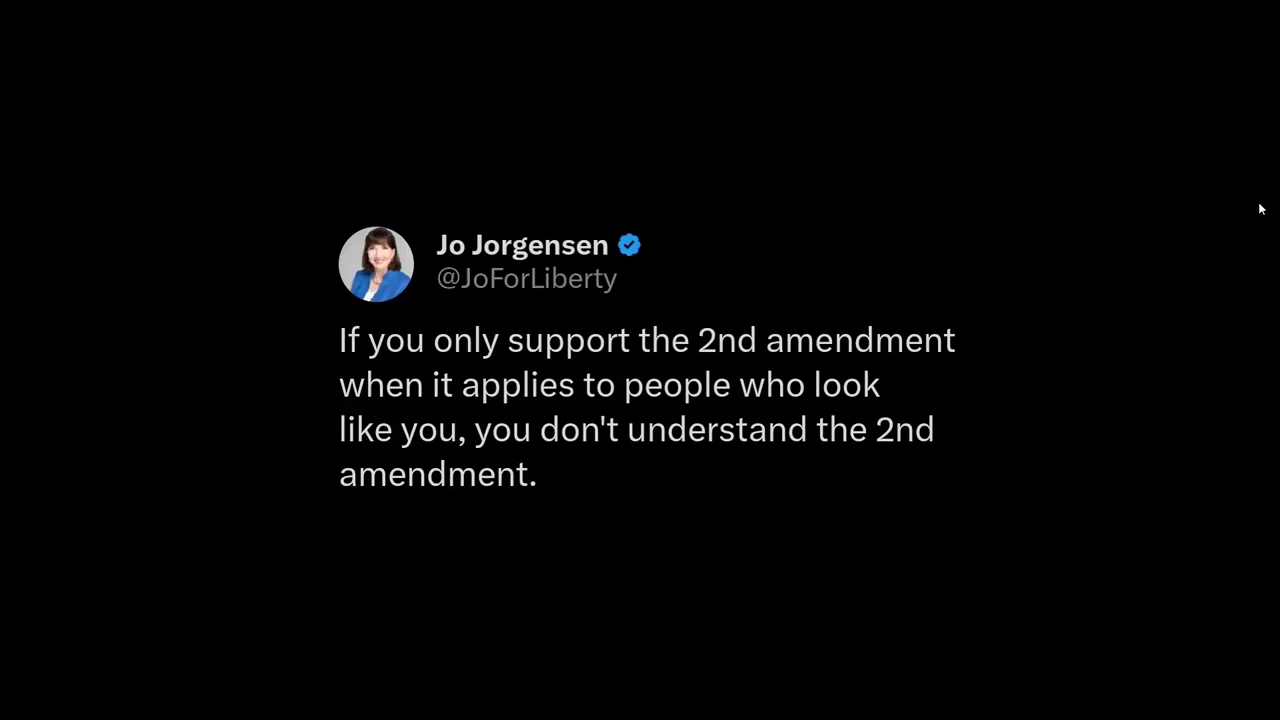 Jo Jorgensen
@JoForLiberty
If you only support the 2nd amendment
when it applies to people who look
like you, you don't understand the 2nd
amendment.